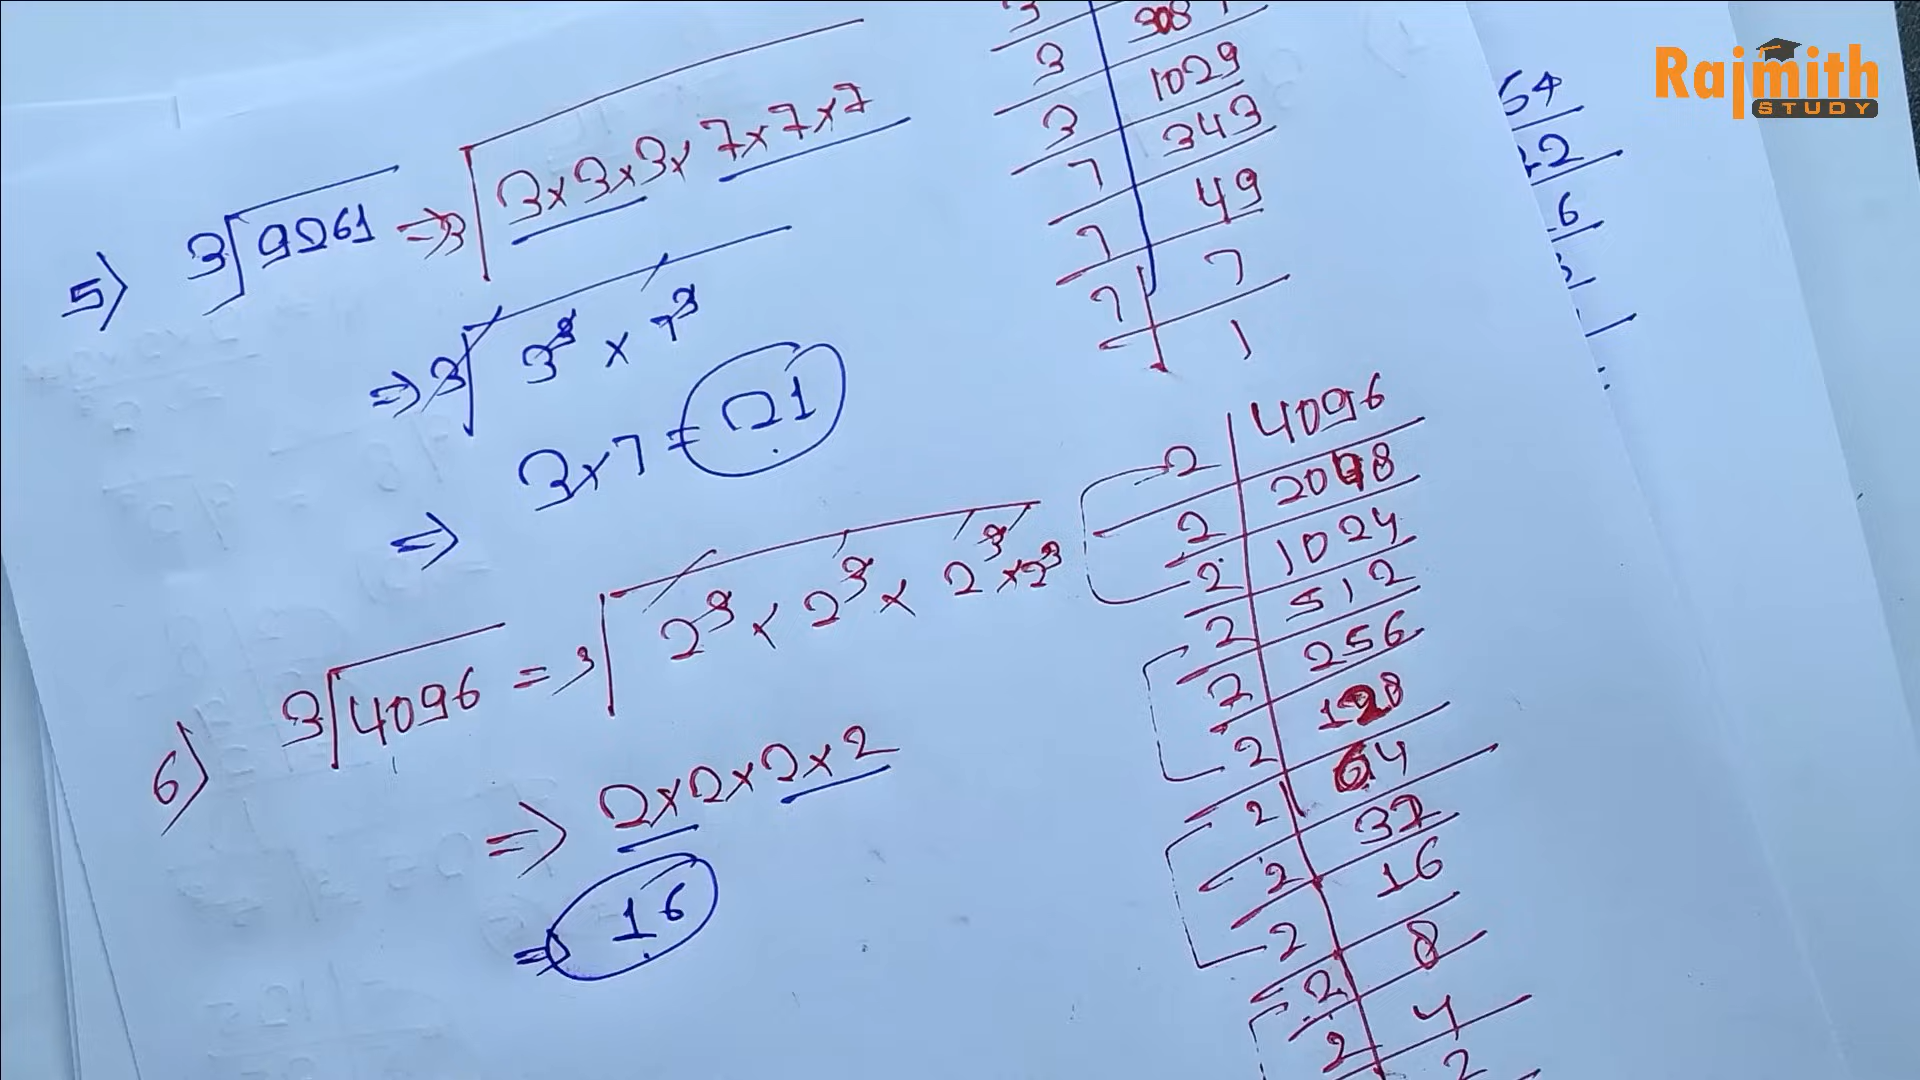 Rajmith
STUDY
5) 3√9261 ⇒ 3√3×3×3×7×7×7
⇒ 3√3³ × 7³
⇒ 3×7 = 21
3 | 1029
3 | 343
7 | 49
7 | 7
7 | 1
6) 3√4096 = 3√2³ × 2³ × 2³ × 2³
⇒ 2×2×2×2
⇒ 16
4096
2 | 2048
2 | 1024
2 | 512
2 | 256
2 | 128
2 | 64
2 | 32
2 | 16
2 | 8
2 | 4
2 | 2
54
22
6